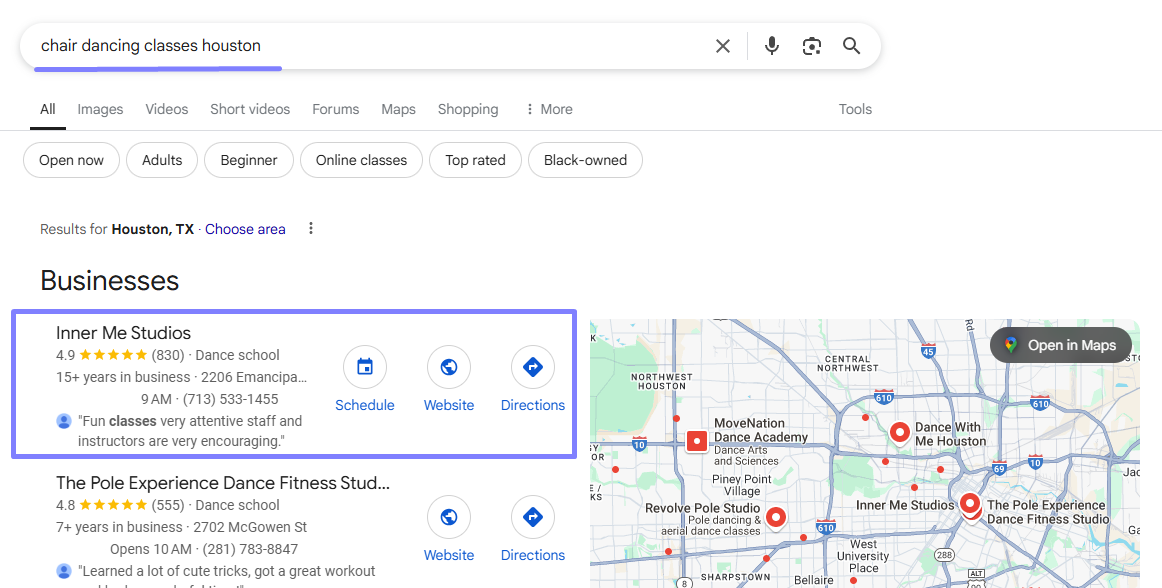 chair dancing classes houston
All Images Videos Short videos Forums Maps Shopping More Tools
Open now Adults Beginner Online classes Top rated Black-owned
Results for Houston, TX · Choose area
Businesses
Inner Me Studios
4.9 (830) · Dance school
15+ years in business · 2206 Emancipa...
9 AM · (713) 533-1455
"Fun classes very attentive staff and
instructors are very encouraging."
Schedule Website Directions
The Pole Experience Dance Fitness Stud...
4.8 (555) · Dance school
7+ years in business · 2702 McGowen St
Opens 10 AM · (281) 783-8847
"Learned a lot of cute tricks, got a great workout
Website Directions
Open in Maps
Rd
45
CENTRAL
NORTHWEST
NORTHWEST
HOUSTON
610
610
MoveNation
Dance Academy
Dance Arts
and Sciences
Dance With
Me Houston
10
10
69
Piney Point
Village
Revolve Pole Studio
Pole dancing &
aerial dance classes
Inner Me Studios
The Pole Experience
Dance Fitness Studio
610
West
University
Place
288
ALT
90
SHARPSTOWN
Bellaire
8